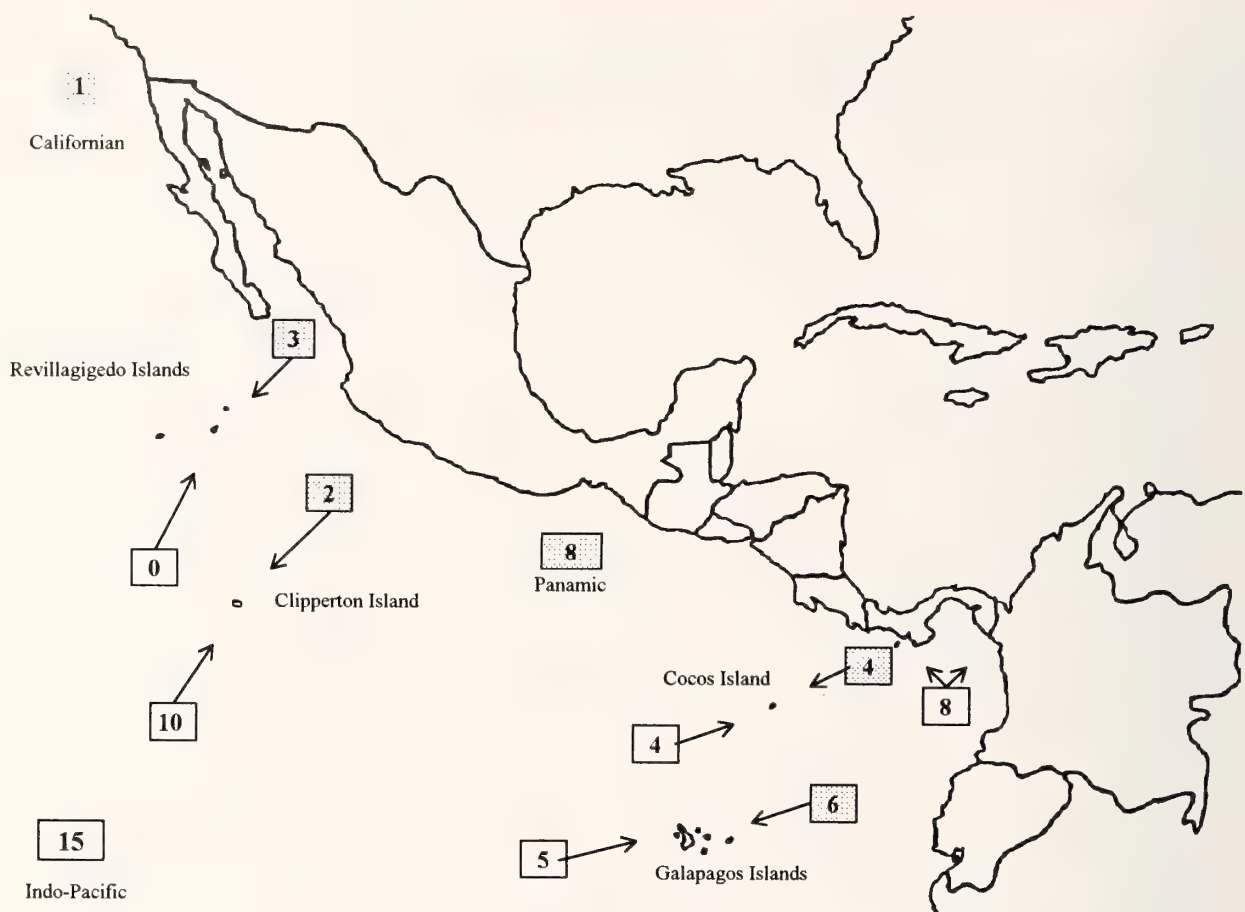 1
Californian
3
Revillagigedo Islands
2
0
8
Panamic
Clipperton Island
4
Cocos Island
8
10
4
6
15
5
Galapagos Islands
Indo-Pacific